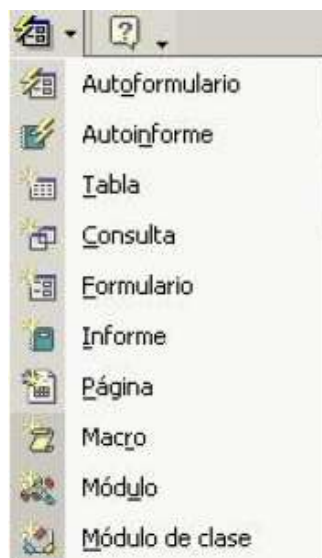 Autoformulario
Autoinforme
Tabla
Consulta
Formulario
Informe
Página
Macro
Módulo
Módulo de clase